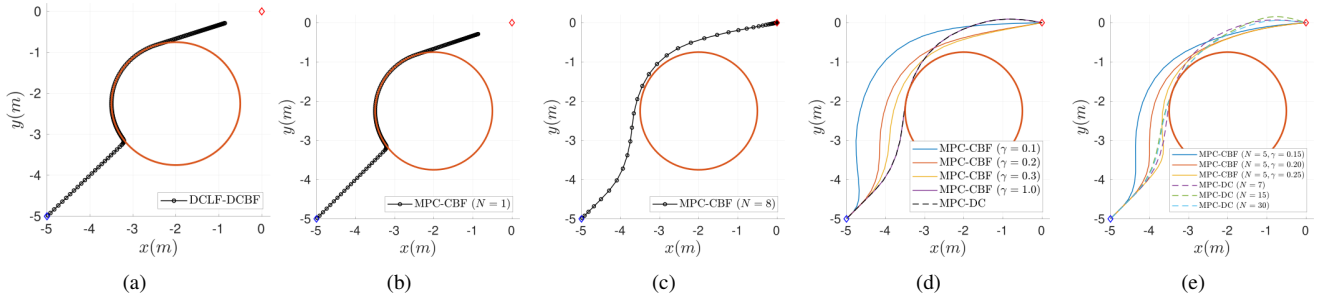 0
-1
-2
-3
-4
-5
y(m)
-5 -4 -3 -2 -1 0
x(m)
DCLF-DCBF
(a)
0
-1
-2
-3
-4
-5
y(m)
-5 -4 -3 -2 -1 0
x(m)
MPC-CBF (N = 1)
(b)
0
-1
-2
-3
-4
-5
y(m)
-5 -4 -3 -2 -1 0
x(m)
MPC-CBF (N = 8)
(c)
0
-1
-2
-3
-4
-5
y(m)
-5 -4 -3 -2 -1 0
x(m)
MPC-CBF (γ = 0.1)
MPC-CBF (γ = 0.2)
MPC-CBF (γ = 0.3)
MPC-CBF (γ = 1.0)
MPC-DC
(d)
0
-1
-2
-3
-4
-5
y(m)
-5 -4 -3 -2 -1 0
x(m)
MPC-CBF (N = 5, γ = 0.15)
MPC-CBF (N = 5, γ = 0.20)
MPC-CBF (N = 5, γ = 0.25)
MPC-DC (N = 7)
MPC-DC (N = 15)
MPC-DC (N = 30)
(e)